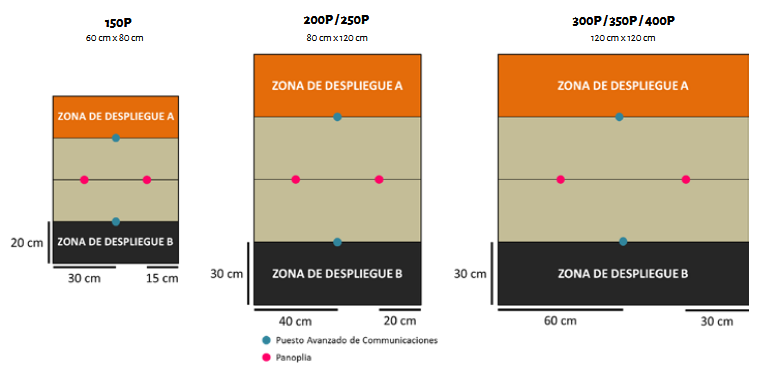 150P
60 cm x 80 cm
200P / 250P
80 cm x 120 cm
300P / 350P / 400P
120 cm x 120 cm
ZONA DE DESPLIEGUE A
ZONA DE DESPLIEGUE A
ZONA DE DESPLIEGUE A
ZONA DE DESPLIEGUE B
ZONA DE DESPLIEGUE B
ZONA DE DESPLIEGUE B
20 cm
30 cm
30 cm
30 cm
15 cm
40 cm
20 cm
60 cm
30 cm
Puesto Avanzado de Communicaciones
Panoplia